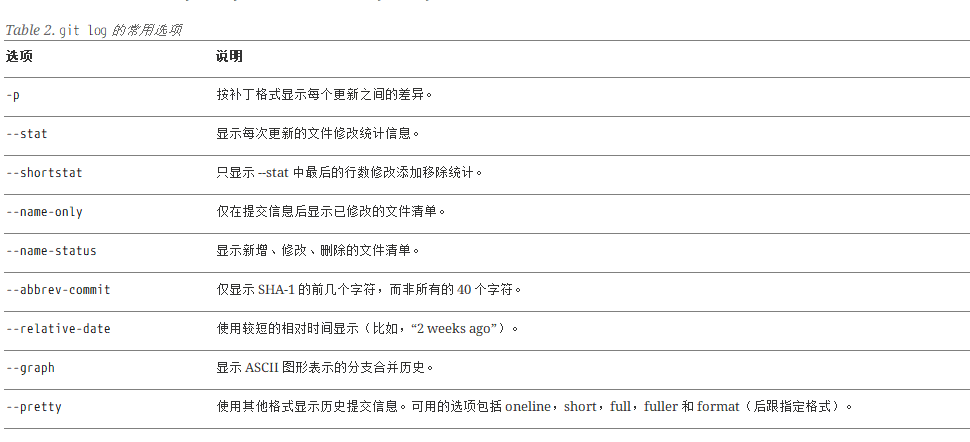 Table 2. git log 的常用选项
选项 说明
-p 按补丁格式显示每个更新之间的差异。
--stat 显示每次更新的文件修改统计信息。
--shortstat 只显示 --stat 中最后的行数修改添加移除统计。
--name-only 仅在提交信息后显示已修改的文件清单。
--name-status 显示新增、修改、删除的文件清单。
--abbrev-commit 仅显示 SHA-1 的前几个字符，而非所有的 40 个字符。
--relative-date 使用较短的相对时间显示（比如，“2 weeks ago”）。
--graph 显示 ASCII 图形表示的分支合并历史。
--pretty 使用其他格式显示历史提交信息。可用的选项包括 oneline，short，full，fuller 和 format（后跟指定格式）。